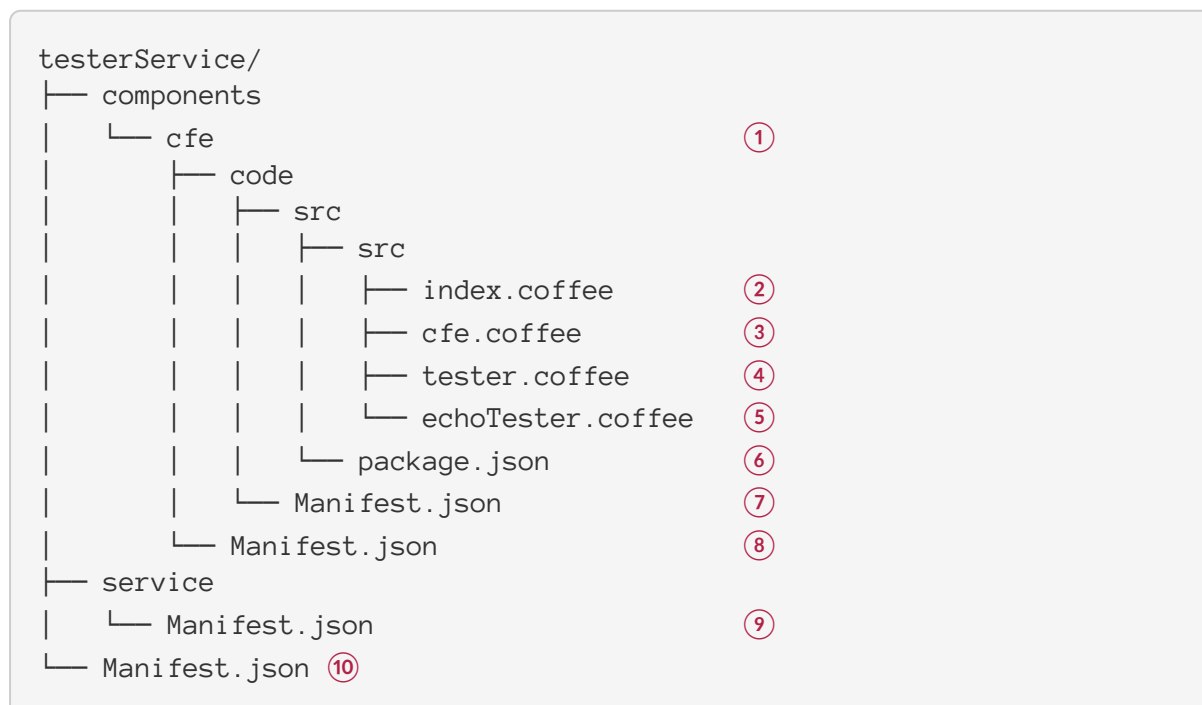 testerService/
├── components
│   └── cfe ①
│       ├── code
│       │   ├── src
│       │   │   ├── src
│       │   │   │   ├── index.coffee ②
│       │   │   │   ├── cfe.coffee ③
│       │   │   │   ├── tester.coffee ④
│       │   │   │   └── echoTester.coffee ⑤
│       │   │   └── package.json ⑥
│       │   └── Manifest.json ⑦
│       └── Manifest.json ⑧
├── service
│   └── Manifest.json ⑨
└── Manifest.json ⑩